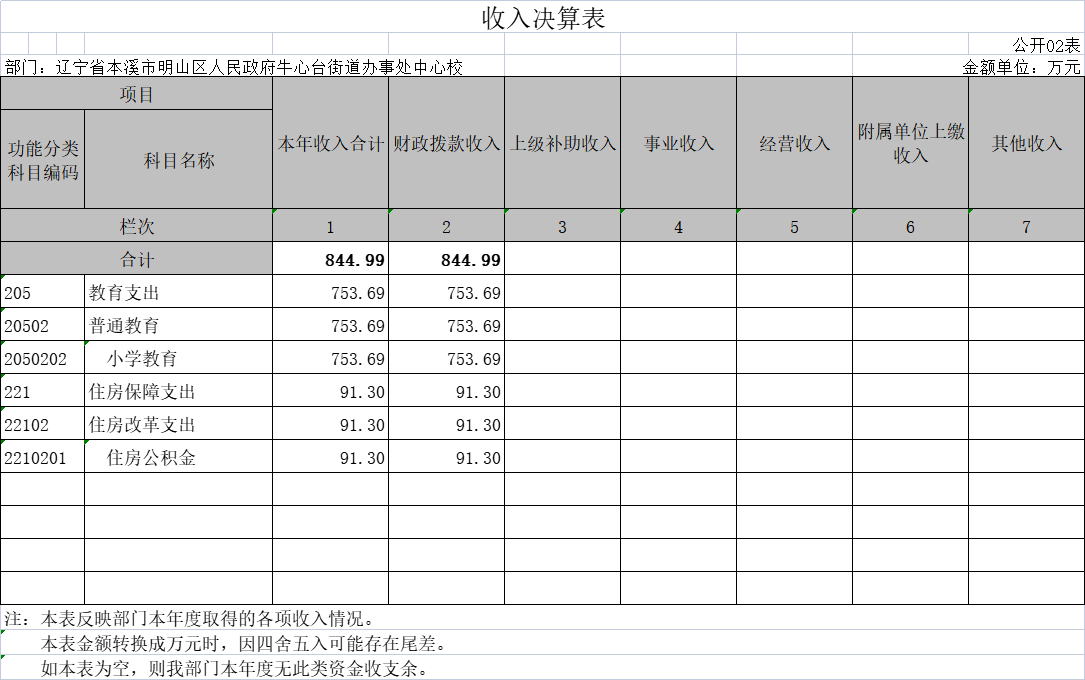 收入决算表
公开02表
部门：辽宁省本溪市明山区人民政府牛心台街道办事处中心校 金额单位：万元
项目 本年收入合计 财政拨款收入 上级补助收入 事业收入 经营收入 附属单位上缴收入 其他收入
功能分类科目编码 科目名称
栏次 1 2 3 4 5 6 7
合计 844.99 844.99
205 教育支出 753.69 753.69
20502 普通教育 753.69 753.69
2050202 小学教育 753.69 753.69
221 住房保障支出 91.30 91.30
22102 住房改革支出 91.30 91.30
2210201 住房公积金 91.30 91.30
注：本表反映部门本年度取得的各项收入情况。
本表金额转换成万元时，因四舍五入可能存在尾差。
如本表为空，则我部门本年度无此类资金收支余。